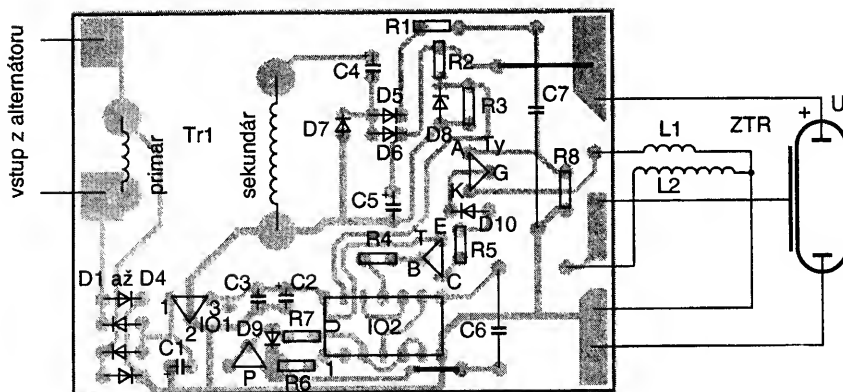 vstup z alternátoru
primár
Tr1
sekundár
R1
C4
R2
D5
D7
D6
D8
R3
C7
Ty
A
G
K
C5
D10
R8
L1
ZTR
L2
+
U
T
E
R4
B
C
R5
D1 až D4
1
2
3
IO1
C3
C2
C1
D9
R7
P
R6
IO2
1
C6